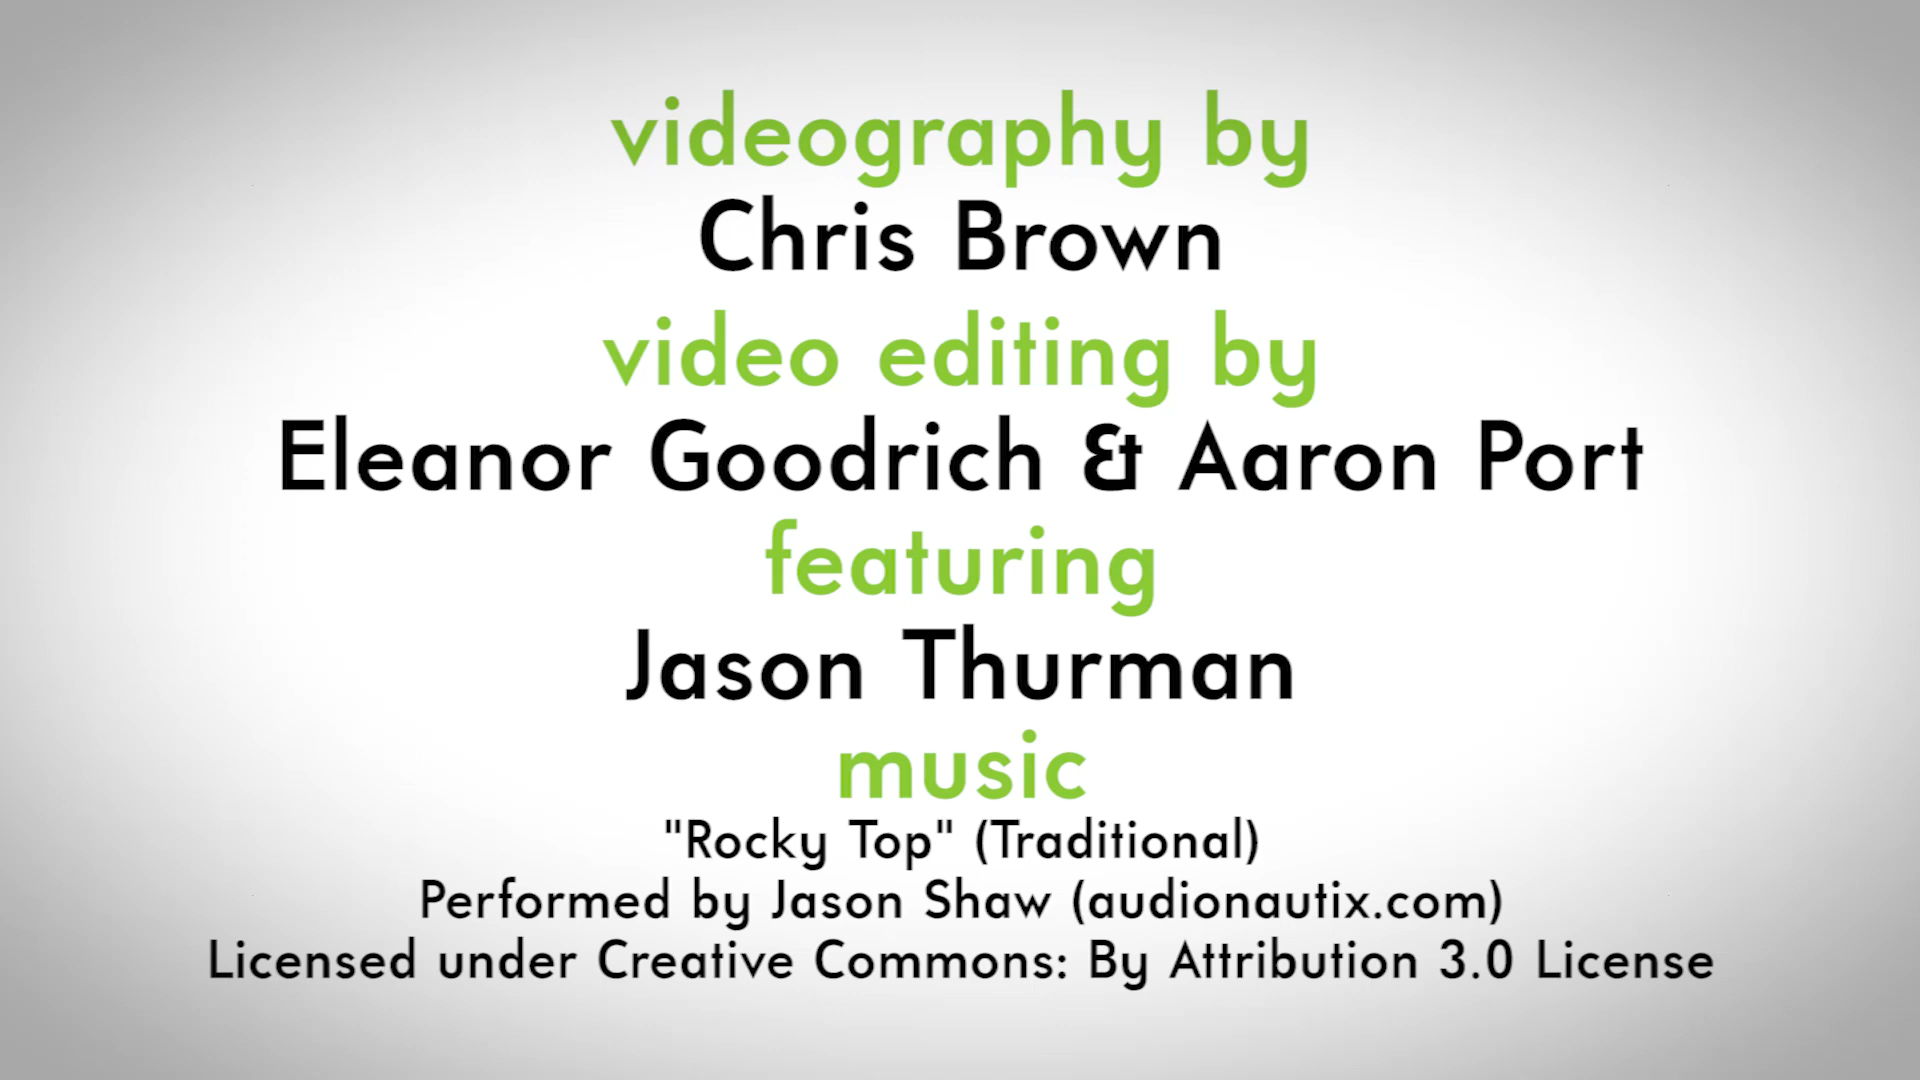 videography by
Chris Brown
video editing by
Eleanor Goodrich & Aaron Port
featuring
Jason Thurman
music
"Rocky Top" (Traditional)
Performed by Jason Shaw (audionautix.com)
Licensed under Creative Commons: By Attribution 3.0 License